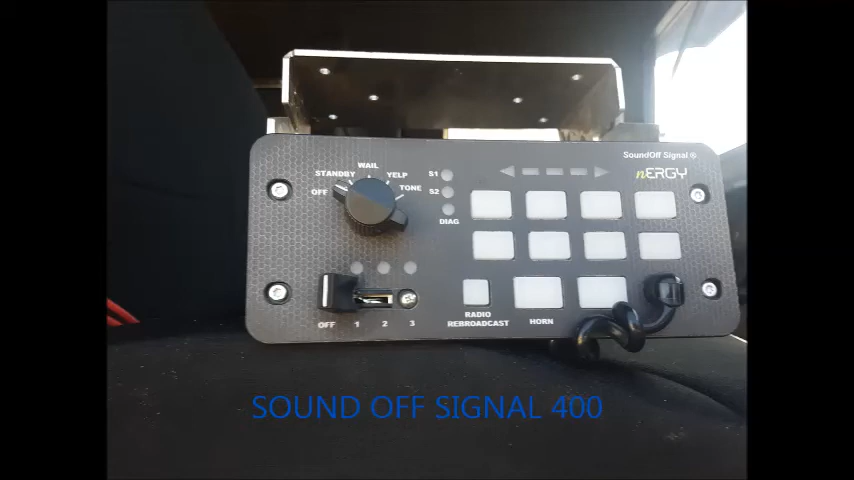 SoundOff Signal ®
nERGY
WAIL
STANDBY
YELP
OFF
TONE
S1
S2
DIAG
OFF 1 2 3
RADIO
REBROADCAST
HORN
SOUND OFF SIGNAL 400